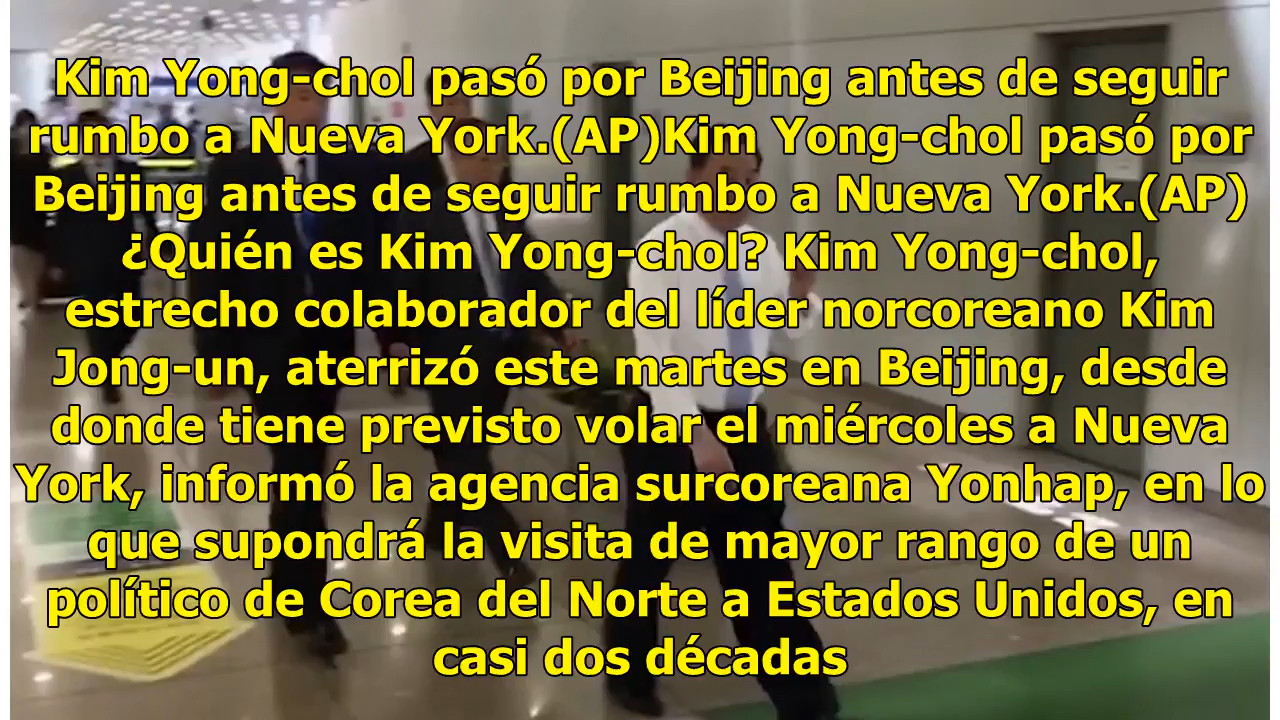 Kim Yong-chol pasó por Beijing antes de seguir
rumbo a Nueva York.(AP)Kim Yong-chol pasó por
Beijing antes de seguir rumbo a Nueva York.(AP)
¿Quién es Kim Yong-chol? Kim Yong-chol,
estrecho colaborador del líder norcoreano Kim
Jong-un, aterrizó este martes en Beijing, desde
donde tiene previsto volar el miércoles a Nueva
York, informó la agencia surcoreana Yonhap, en lo
que supondrá la visita de mayor rango de un
político de Corea del Norte a Estados Unidos, en
casi dos décadas